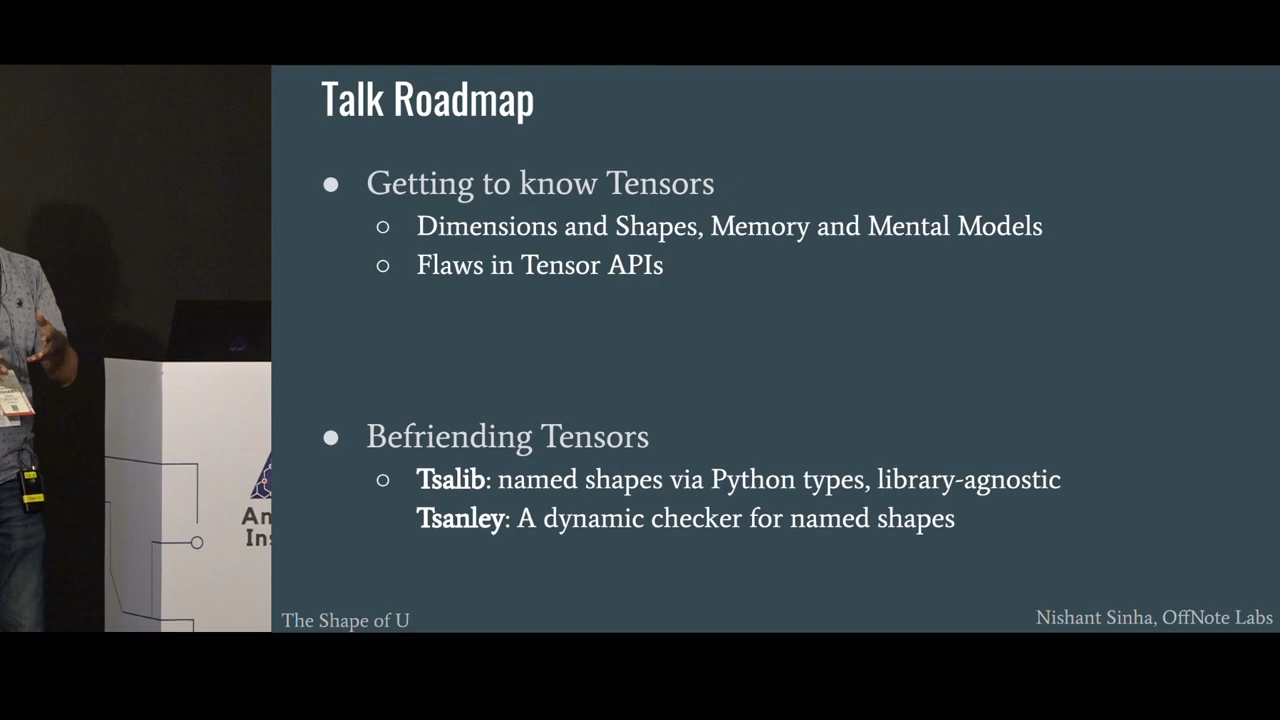 Talk Roadmap
● Getting to know Tensors
○ Dimensions and Shapes, Memory and Mental Models
○ Flaws in Tensor APIs
● Befriending Tensors
○ Tsalib: named shapes via Python types, library-agnostic
Tsanley: A dynamic checker for named shapes
The Shape of U
Nishant Sinha, OffNote Labs